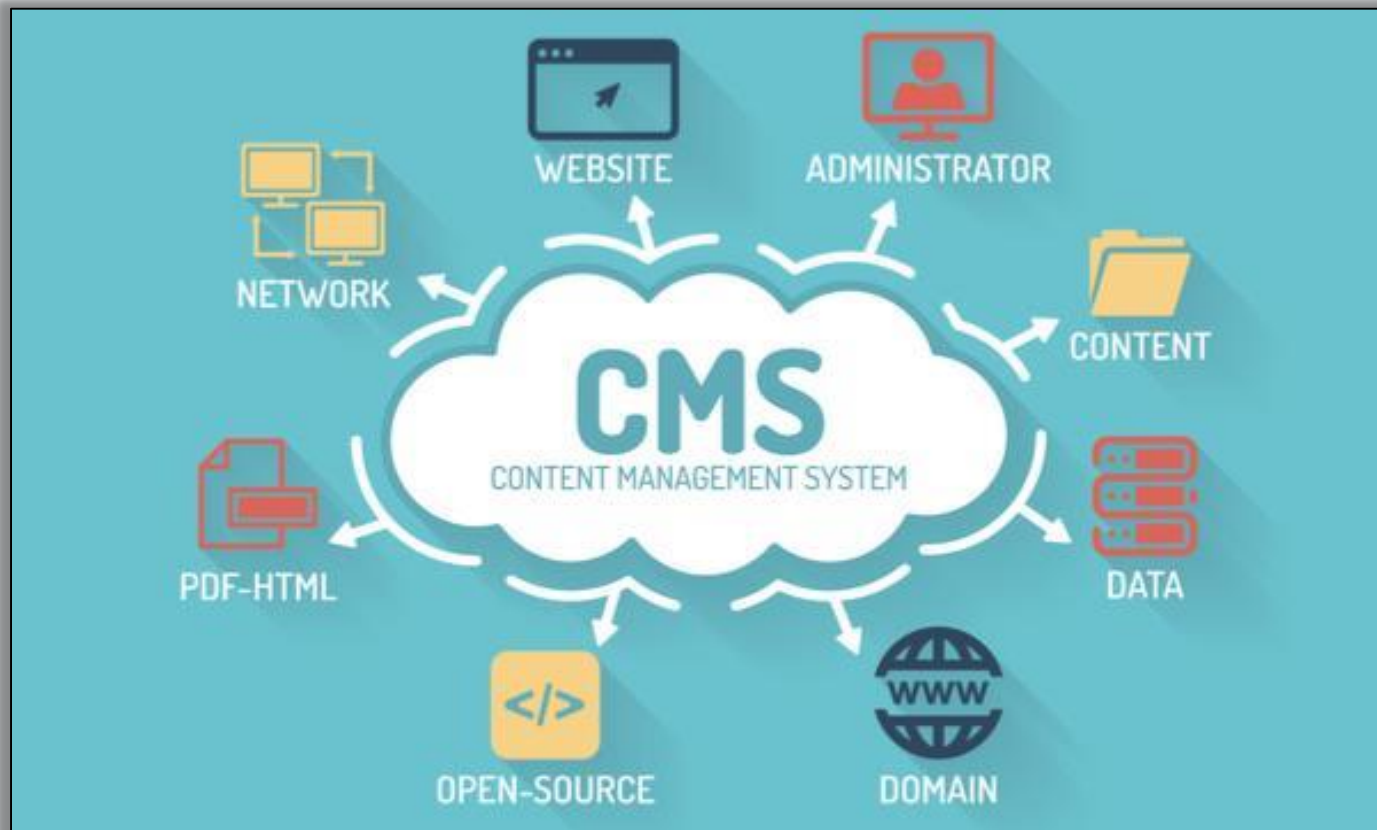 WEBSITE
ADMINISTRATOR
NETWORK
CONTENT
CMS
CONTENT MANAGEMENT SYSTEM
PDF-HTML
DATA
</>
OPEN-SOURCE
WWW
DOMAIN